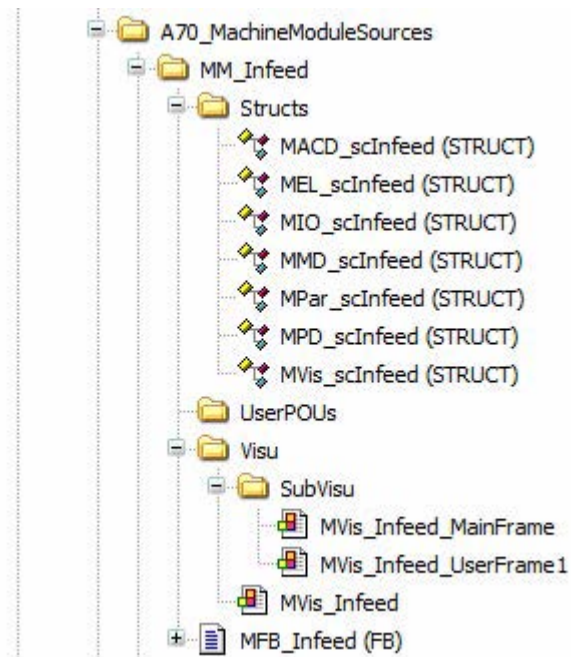 A70_MachineModuleSources
MM_Infeed
Structs
MACD_scInfeed (STRUCT)
MEL_scInfeed (STRUCT)
MIO_scInfeed (STRUCT)
MMD_scInfeed (STRUCT)
MPar_scInfeed (STRUCT)
MPD_scInfeed (STRUCT)
MVis_scInfeed (STRUCT)
UserPOUs
Visu
SubVisu
MVis_Infeed_MainFrame
MVis_Infeed_UserFrame1
MVis_Infeed
MFB_Infeed (FB)